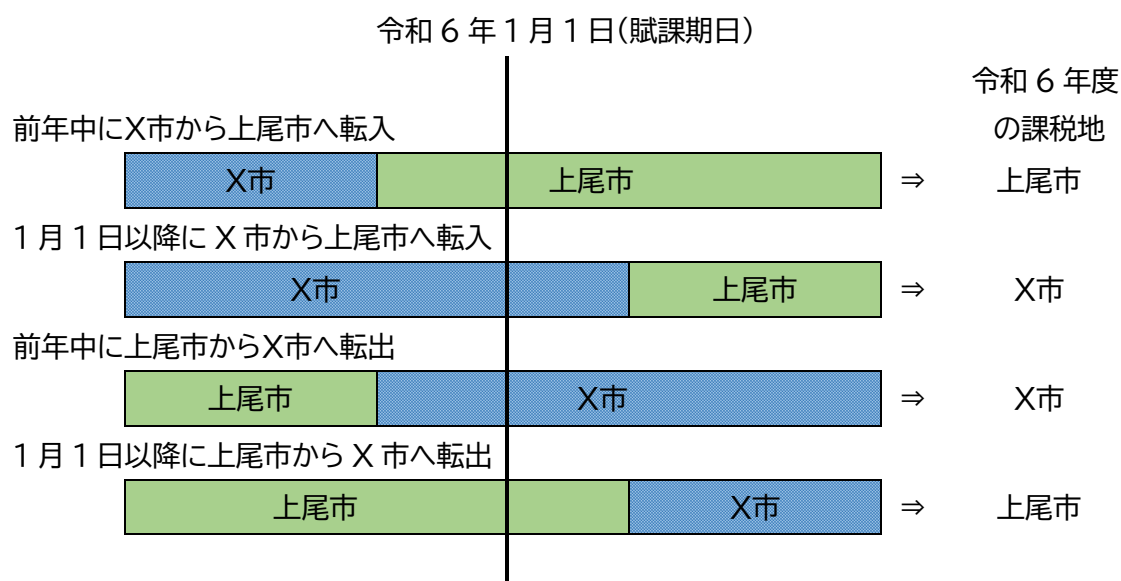 令和６年１月１日（賦課期日）
令和６年度
の課税地
前年中にX市から上尾市へ転入
X市 上尾市 ⇒ 上尾市
１月１日以降にX市から上尾市へ転入
X市 上尾市 ⇒ X市
前年中に上尾市からX市へ転出
上尾市 X市 ⇒ X市
１月１日以降に上尾市からX市へ転出
上尾市 X市 ⇒ 上尾市